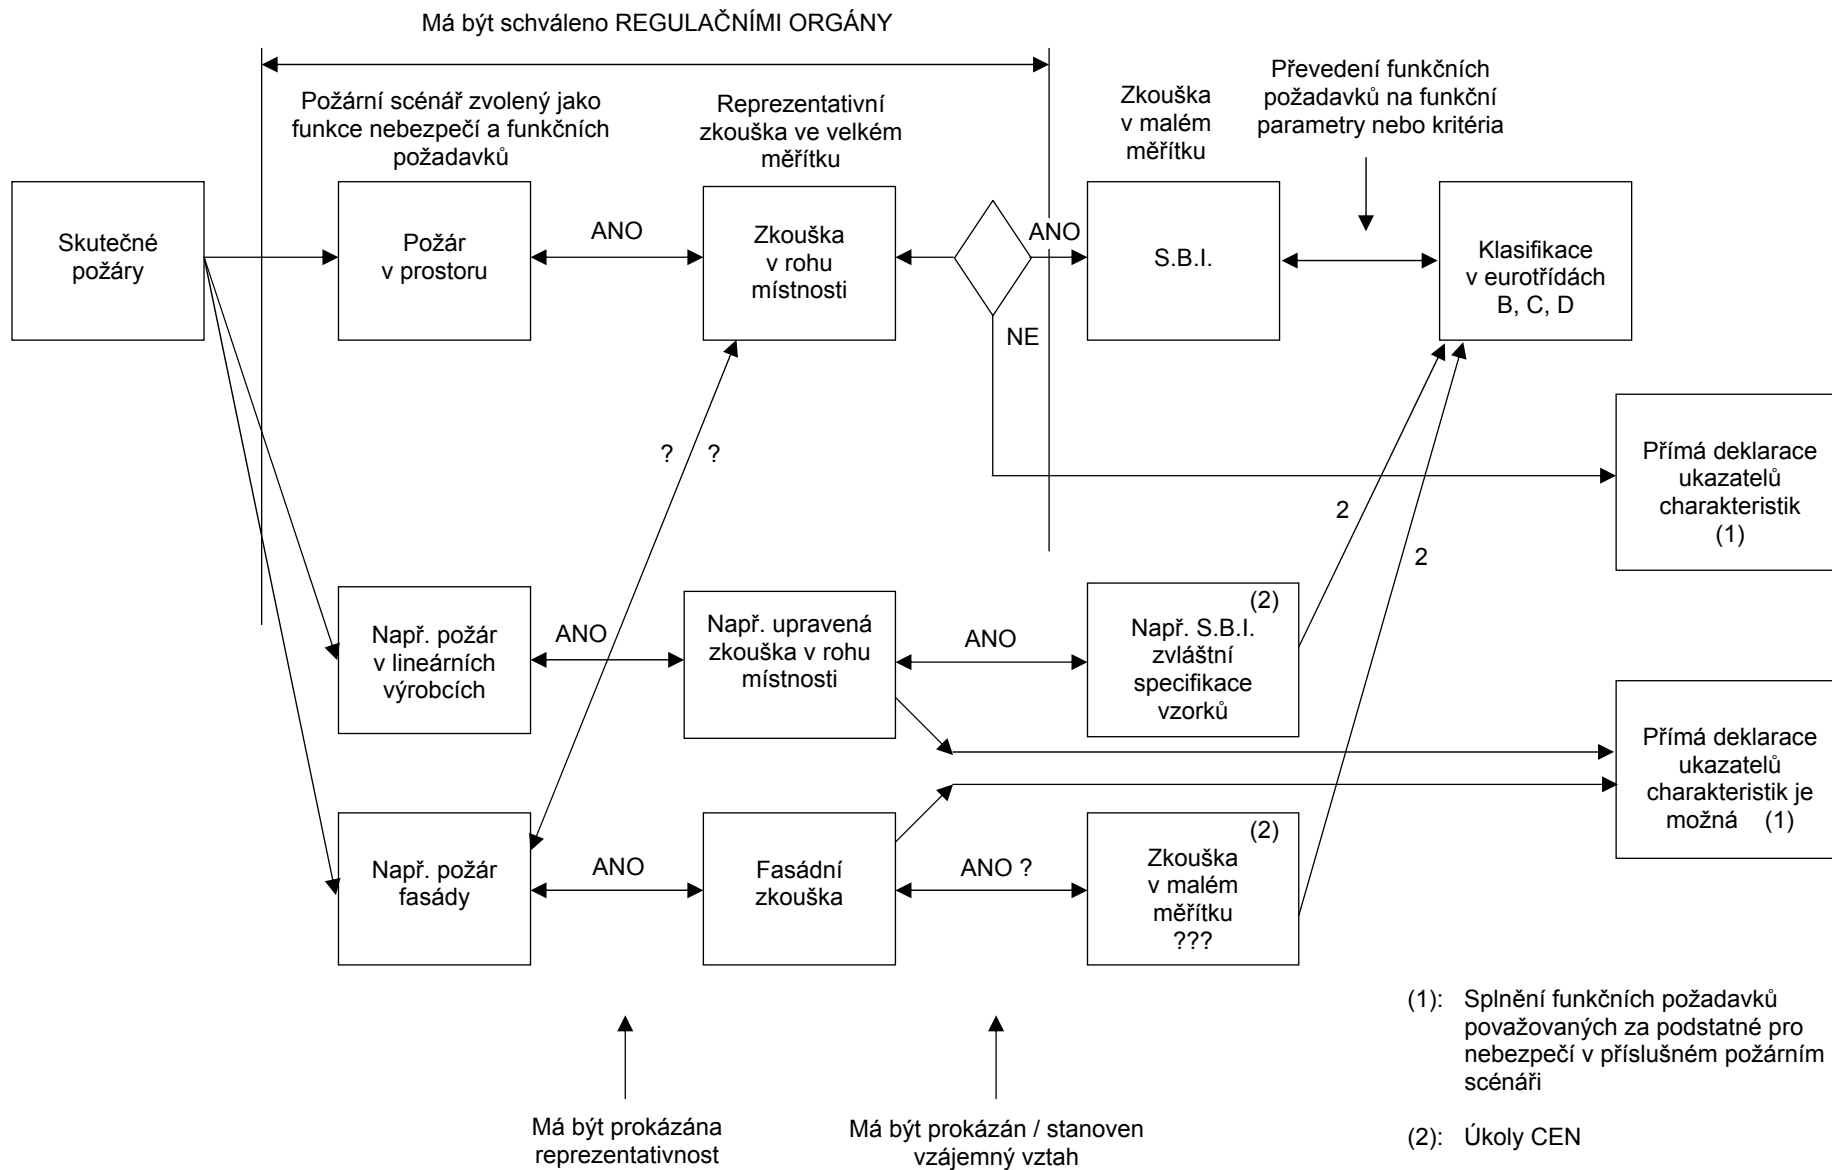 Má být schváleno REGULAČNÍMI ORGÁNY
Požární scénář zvolený jako
funkce nebezpečí a funkčních
požadavků
Reprezentativní
zkouška ve velkém
měřítku
Zkouška
v malém
měřítku
Převedení funkčních
požadavků na funkční
parametry nebo kritéria
Skutečné
požáry
Požár
v prostoru
ANO
Zkouška
v rohu
místnosti
ANO
NE
S.B.I.
Klasifikace
v eurotřídách
B, C, D
? ?
2
2
Přímá deklarace
ukazatelů
charakteristik
(1)
Např. požár
v lineárních
výrobcích
ANO
Např. upravená
zkouška v rohu
místnosti
ANO
(2)
Např. S.B.I.
zvláštní
specifikace
vzorků
Přímá deklarace
ukazatelů
charakteristik je
možná (1)
Např. požár
fasády
ANO
Fasádní
zkouška
ANO ?
(2)
Zkouška
v malém
měřítku
???
Má být prokázána
reprezentativnost
Má být prokázán / stanoven
vzájemný vztah
(1): Splnění funkčních požadavků
považovaných za podstatné pro
nebezpečí v příslušném požárním
scénáři
(2): Úkoly CEN